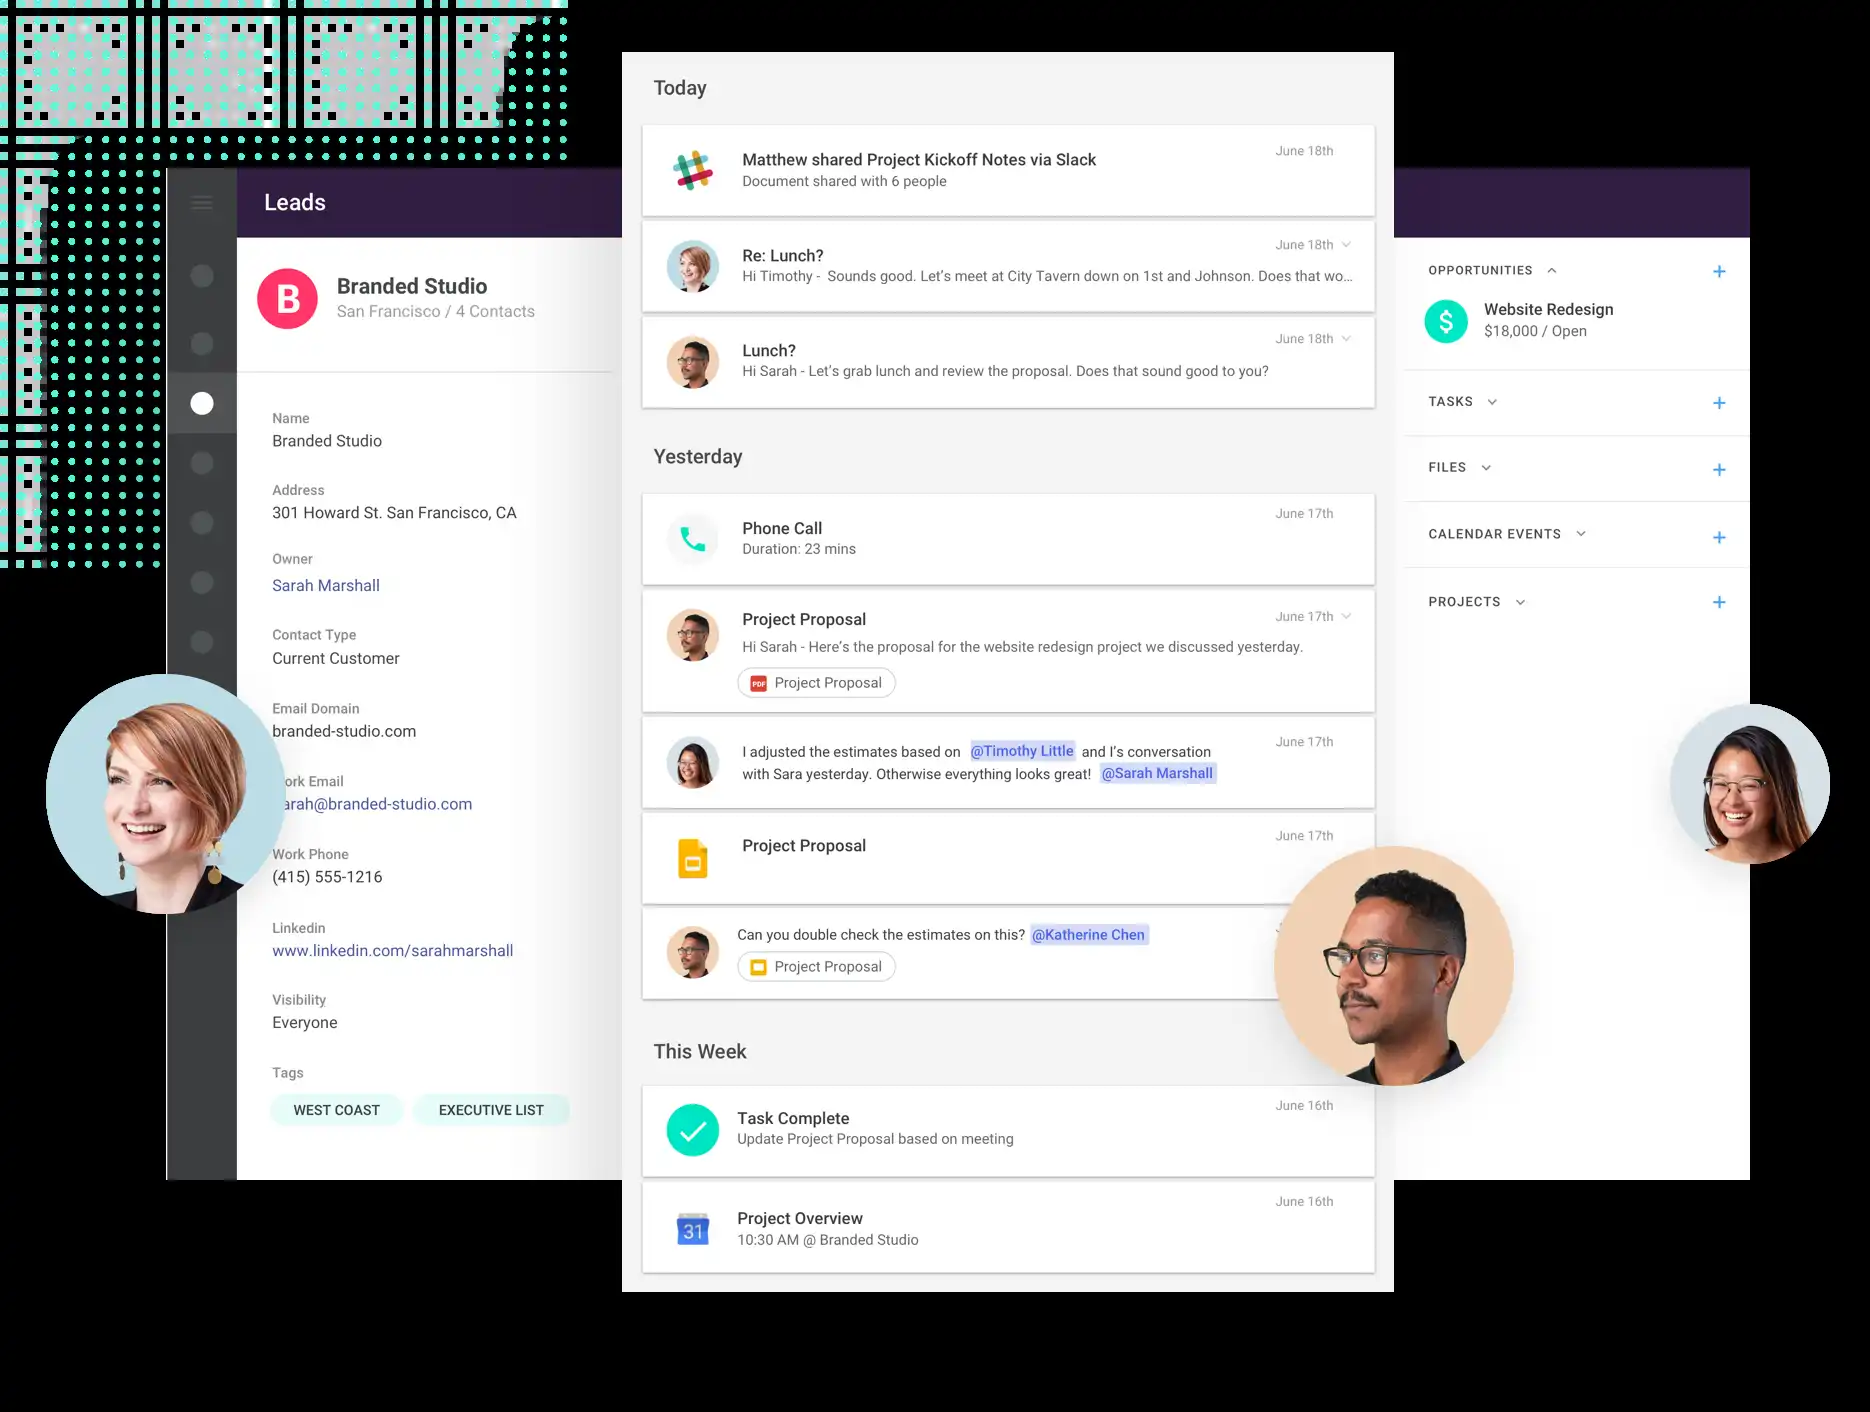 Leads
B
Branded Studio
San Francisco / 4 Contacts
Name
Branded Studio
Address
301 Howard St. San Francisco, CA
Owner
Sarah Marshall
Contact Type
Current Customer
Email Domain
branded-studio.com
ork Email
arah@branded-studio.com
Work Phone
(415) 555-1216
Linkedin
www.linkedin.com/sarahmarshall
Visibility
Everyone
Tags
WEST COAST
EXECUTIVE LIST
Today
Matthew shared Project Kickoff Notes via Slack
June 18th
Document shared with 6 people
Re: Lunch?
June 18th
Hi Timothy - Sounds good. Let’s meet at City Tavern down on 1st and Johnson. Does that wo...
Lunch?
June 18th
Hi Sarah - Let’s grab lunch and review the proposal. Does that sound good to you?
Yesterday
Phone Call
June 17th
Duration: 23 mins
Project Proposal
June 17th
Hi Sarah - Here’s the proposal for the website redesign project we discussed yesterday.
PDF Project Proposal
June 17th
I adjusted the estimates based on @Timothy Little and I’s conversation
with Sara yesterday. Otherwise everything looks great! @Sarah Marshall
June 17th
Project Proposal
Can you double check the estimates on this? @Katherine Chen
Project Proposal
This Week
Task Complete
June 16th
Update Project Proposal based on meeting
31
Project Overview
June 16th
10:30 AM @ Branded Studio
OPPORTUNITIES
+
$
Website Redesign
$18,000 / Open
TASKS
+
FILES
+
CALENDAR EVENTS
+
PROJECTS
+